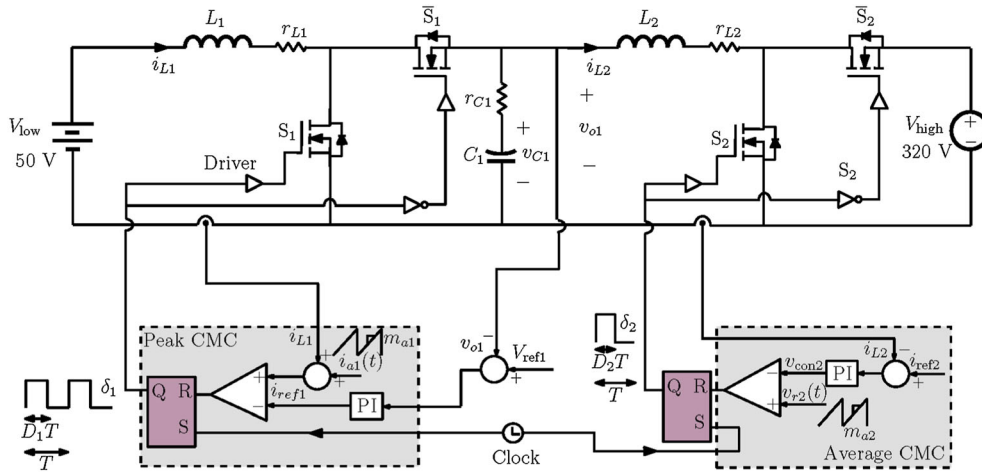 L1
rL1
S̅1
L2
rL2
S̅2
iL1
iL2
Vlow
50 V
S1
rC1
C1
+
vC1
−
+
vo1
−
S2
S2
Vhigh
320 V
+
−
Driver
Peak CMC
iL1
+
ma1
ia1(t)
+
iref1
Q
R
S
+
−
PI
vo1
−
Vref1
+
δ1
D1T
T
Clock
δ2
D2T
T
Q
R
S
−
+
vcon2
PI
iL2
−
iref2
+
vr2(t)
ma2
Average CMC